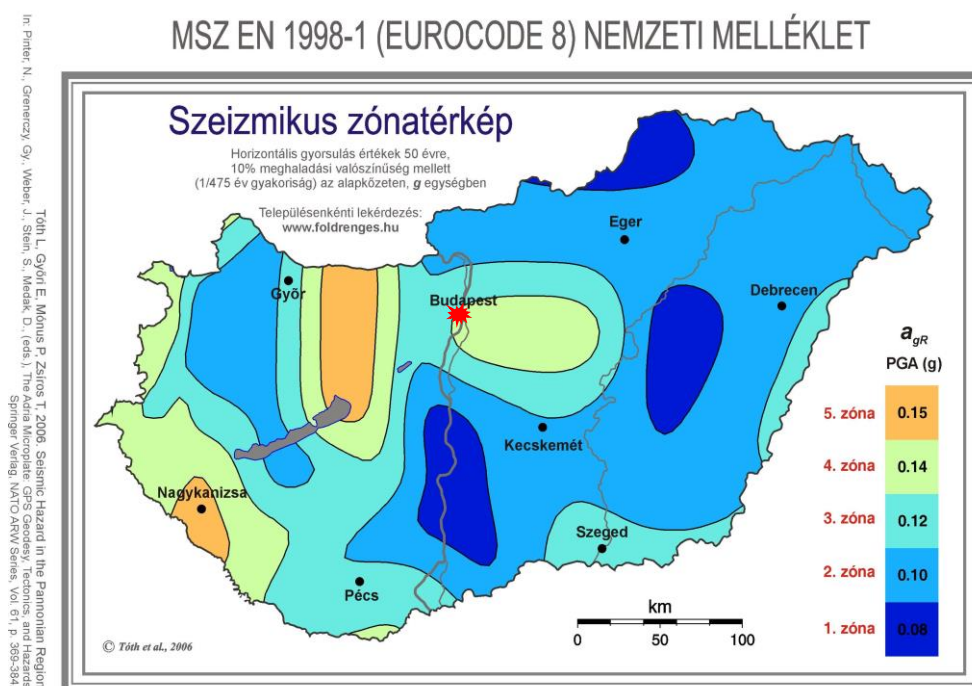 MSZ EN 1998-1 (EUROCODE 8) NEMZETI MELLÉKLET
Szeizmikus zónatérkép
Horizontális gyorsulás értékek 50 évre,
10% meghaladási valószínűség mellett
(1/475 év gyakoriság) az alapkőzeten, g egységben
Településenkénti lekérdezés:
www.foldrenges.hu
Eger
Győr
Budapest
Debrecen
Kecskemét
Nagykanizsa
Szeged
Pécs
agR
PGA (g)
5. zóna 0.15
4. zóna 0.14
3. zóna 0.12
2. zóna 0.10
1. zóna 0.08
km
0 50 100
© Tóth et al., 2006
Tóth L, Győri E, Mónus P, Zsíros T, 2006. Seismic Hazard in the Pannonian Region
In: Pinter, N., Grenerczy, Gy., Weber, J., Stein, S., Medak, D., (eds.), The Adria Microplate: GPS Geodesy, Tectonics, and Hazards
Springer Verlag, NATO ARW Series, Vol. 61, p. 369-384